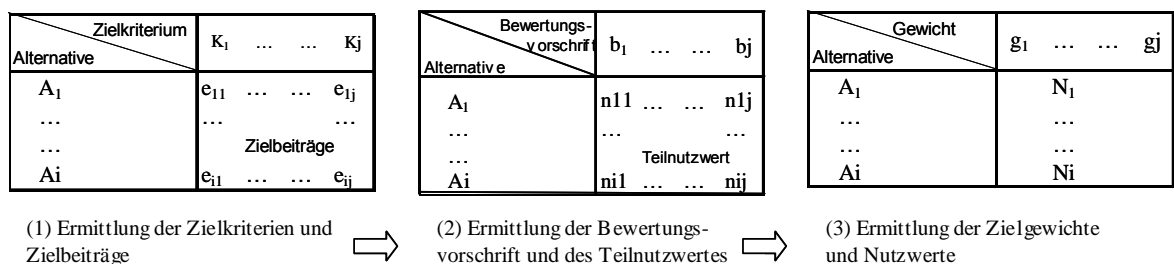 Zielkriterium
Alternative
K₁ … … Kj
A₁ e₁₁ … … e₁ⱼ
… … …
… Zielbeiträge
Ai eᵢ₁ … … eᵢⱼ
Bewertungs-
vorschrift
Alternative
b₁ … … bj
A₁ n11 … … n1j
… … …
… Teilnutzwert
Ai ni1 … … nij
Gewicht
Alternative
g₁ … … gj
A₁ N₁
… …
… …
Ai Ni
(1) Ermittlung der Zielkriterien und
Zielbeiträge
(2) Ermittlung der Bewertungs-
vorschrift und des Teilnutzwertes
(3) Ermittlung der Zielgewichte
und Nutzwerte